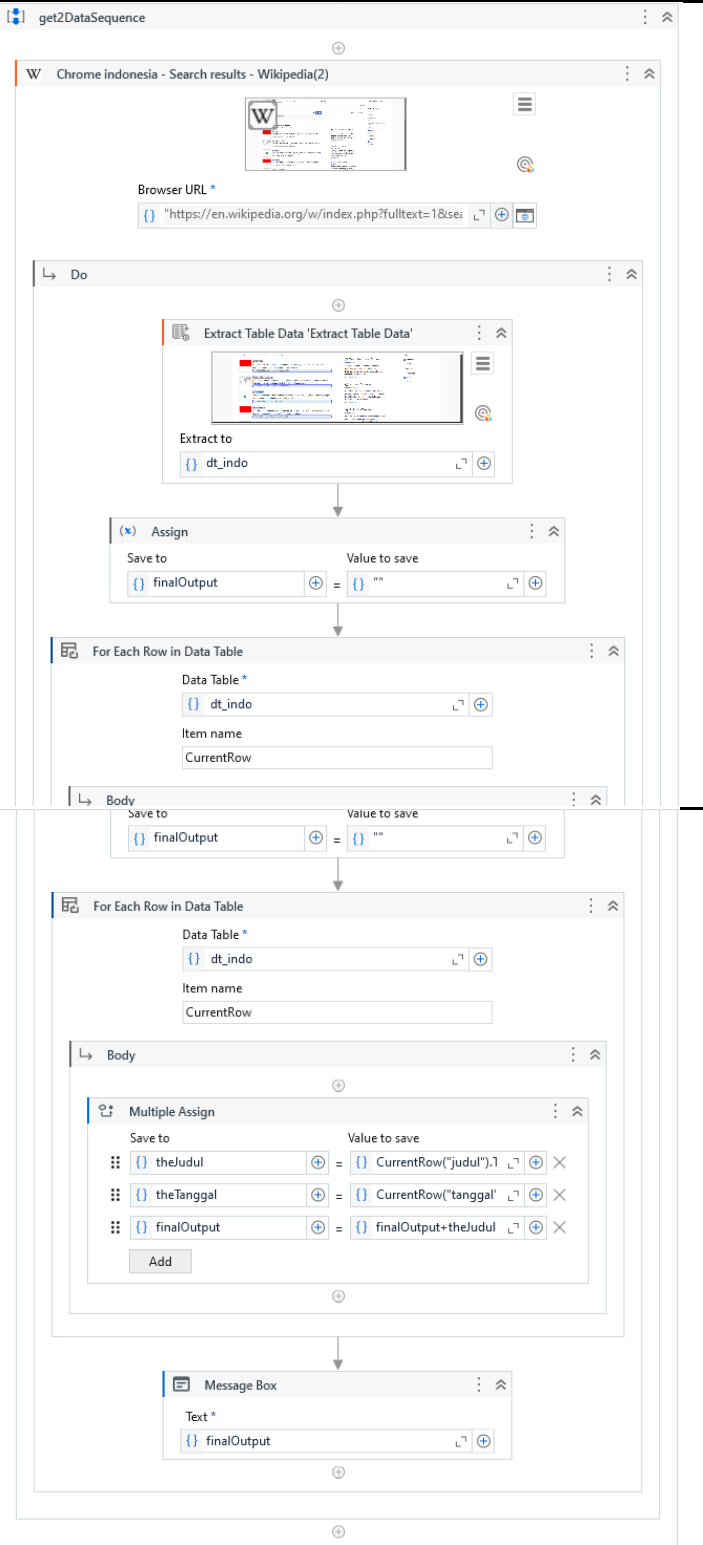 get2DataSequence
W Chrome indonesia - Search results - Wikipedia(2)
W
Browser URL *
{} "https://en.wikipedia.org/w/index.php?fulltext=1&sea
Do
Extract Table Data 'Extract Table Data'
Extract to
{} dt_indo
(x) Assign
Save to Value to save
{} finalOutput = {} ""
For Each Row in Data Table
Data Table *
{} dt_indo
Item name
CurrentRow
Body
Save to Value to save
{} finalOutput = {} ""
For Each Row in Data Table
Data Table *
{} dt_indo
Item name
CurrentRow
Body
Multiple Assign
Save to Value to save
{} theJudul = {} CurrentRow("judul").T
{} theTanggal = {} CurrentRow("tanggal"
{} finalOutput = {} finalOutput+theJudul
Add
Message Box
Text *
{} finalOutput